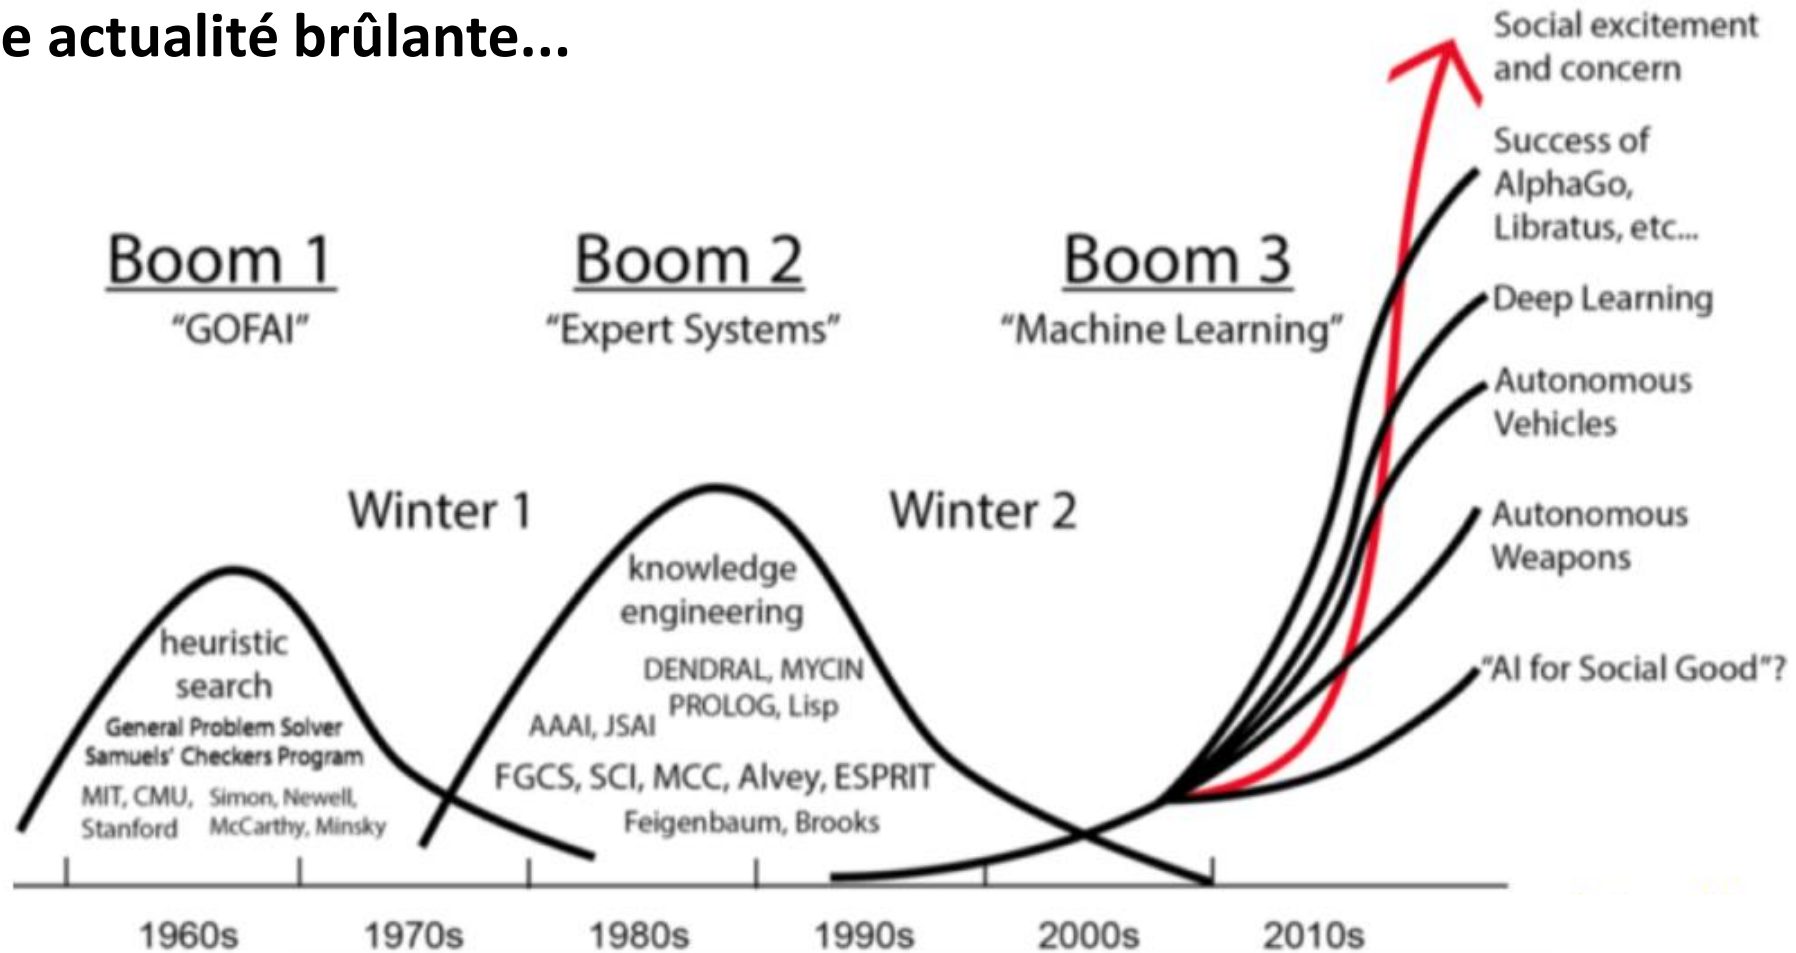 e actualité brûlante...
Boom 1
“GOFAI”
Boom 2
“Expert Systems”
Boom 3
“Machine Learning”
Winter 1
Winter 2
heuristic
search
General Problem Solver
Samuels’ Checkers Program
MIT, CMU,
Stanford
Simon, Newell,
McCarthy, Minsky
knowledge
engineering
DENDRAL, MYCIN
PROLOG, Lisp
AAAI, JSAI
FGCS, SCI, MCC, Alvey, ESPRIT
Feigenbaum, Brooks
Social excitement
and concern
Success of
AlphaGo,
Libratus, etc...
Deep Learning
Autonomous
Vehicles
Autonomous
Weapons
“AI for Social Good”?
1960s
1970s
1980s
1990s
2000s
2010s